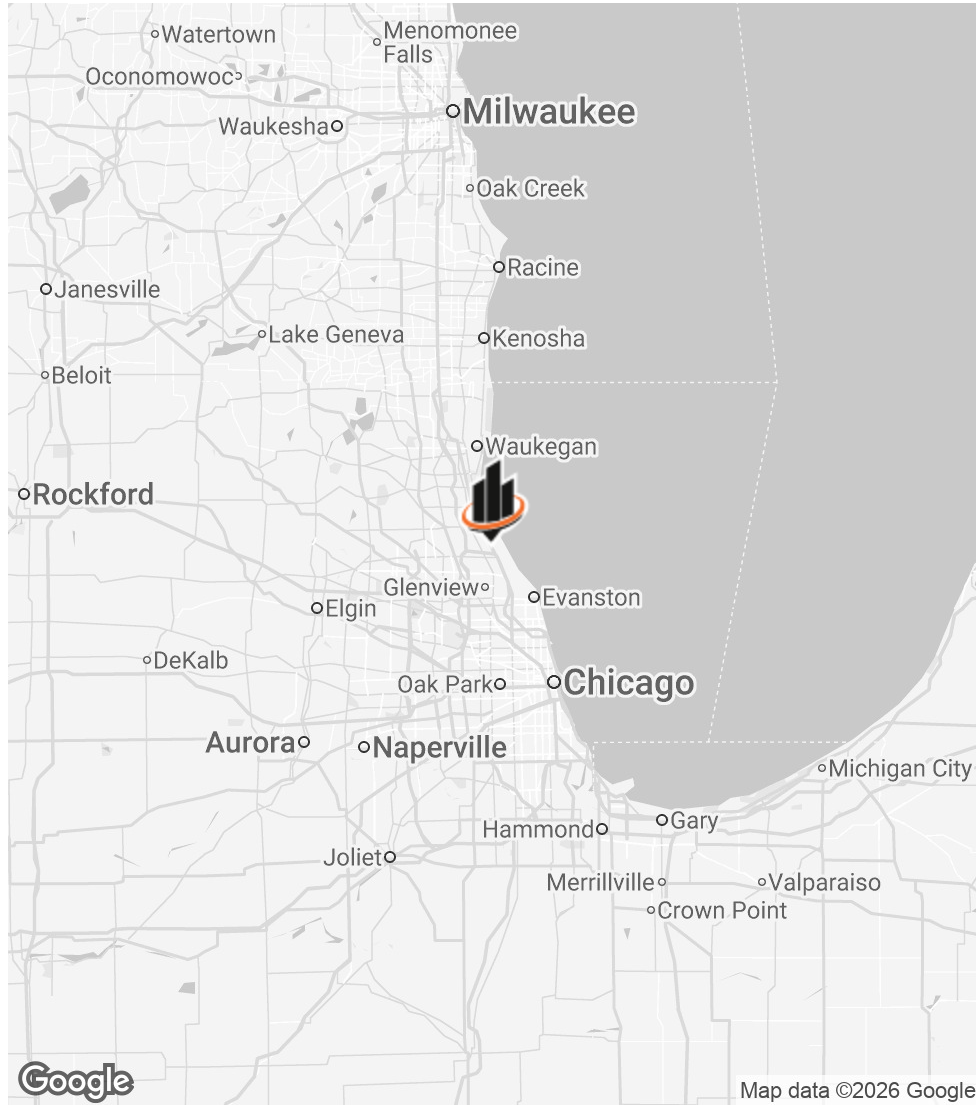 Watertown
Menomonee
Falls
Oconomowoc
Milwaukee
Waukesha
Oak Creek
Racine
Janesville
Lake Geneva
Kenosha
Beloit
Waukegan
Rockford
Glenview
Evanston
Elgin
DeKalb
Oak Park
Chicago
Aurora
Naperville
Michigan City
Gary
Hammond
Joliet
Merrillville
Valparaiso
Crown Point
Google
Map data ©2026 Google